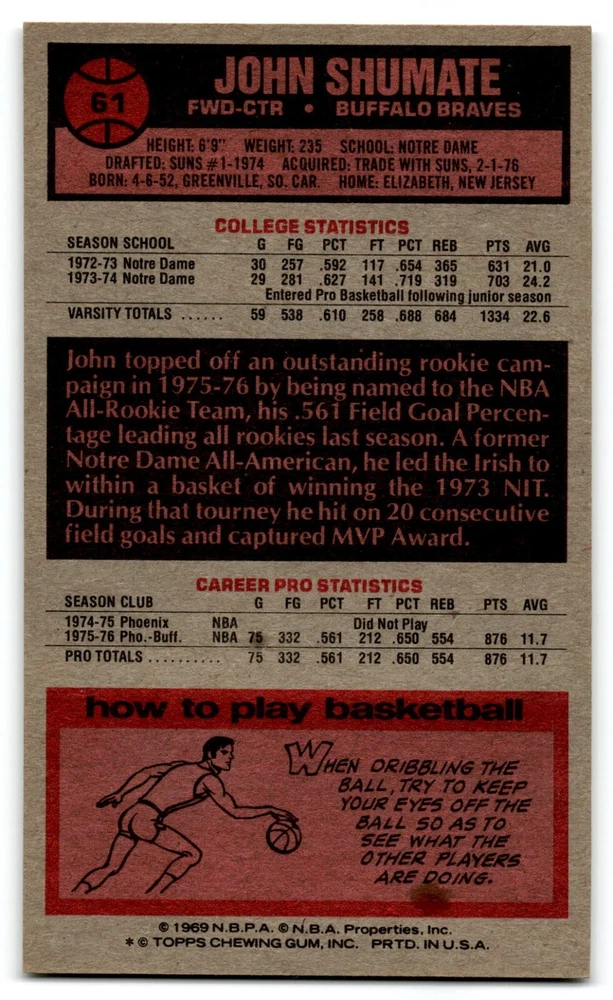 61
JOHN SHUMATE
FWD-CTR • BUFFALO BRAVES
HEIGHT: 6'9" WEIGHT: 235 SCHOOL: NOTRE DAME
DRAFTED: SUNS #1-1974 ACQUIRED: TRADE WITH SUNS, 2-1-76
BORN: 4-6-52, GREENVILLE, SO. CAR. HOME: ELIZABETH, NEW JERSEY
COLLEGE STATISTICS
SEASON SCHOOL G FG PCT FT PCT REB PTS AVG
1972-73 Notre Dame 30 257 .592 117 .654 365 631 21.0
1973-74 Notre Dame 29 281 .627 141 .719 319 703 24.2
Entered Pro Basketball following junior season
VARSITY TOTALS ...... 59 538 .610 258 .688 684 1334 22.6
John topped off an outstanding rookie cam-
paign in 1975-76 by being named to the NBA
All-Rookie Team, his .561 Field Goal Percen-
tage leading all rookies last season. A former
Notre Dame All-American, he led the Irish to
within a basket of winning the 1973 NIT.
During that tourney he hit on 20 consecutive
field goals and captured MVP Award.
CAREER PRO STATISTICS
SEASON CLUB G FG PCT FT PCT REB PTS AVG
1974-75 Phoenix NBA Did Not Play
1975-76 Pho.-Buff. NBA 75 332 .561 212 .650 554 876 11.7
PRO TOTALS .......... 75 332 .561 212 .650 554 876 11.7
how to play basketball
WHEN DRIBBLING THE
BALL, TRY TO KEEP
YOUR EYES OFF THE
BALL SO AS TO
SEE WHAT THE
OTHER PLAYERS
ARE DOING.
© 1969 N.B.P.A. © N.B.A. Properties, Inc.
* © TOPPS CHEWING GUM, INC. PRTD. IN U.S.A.